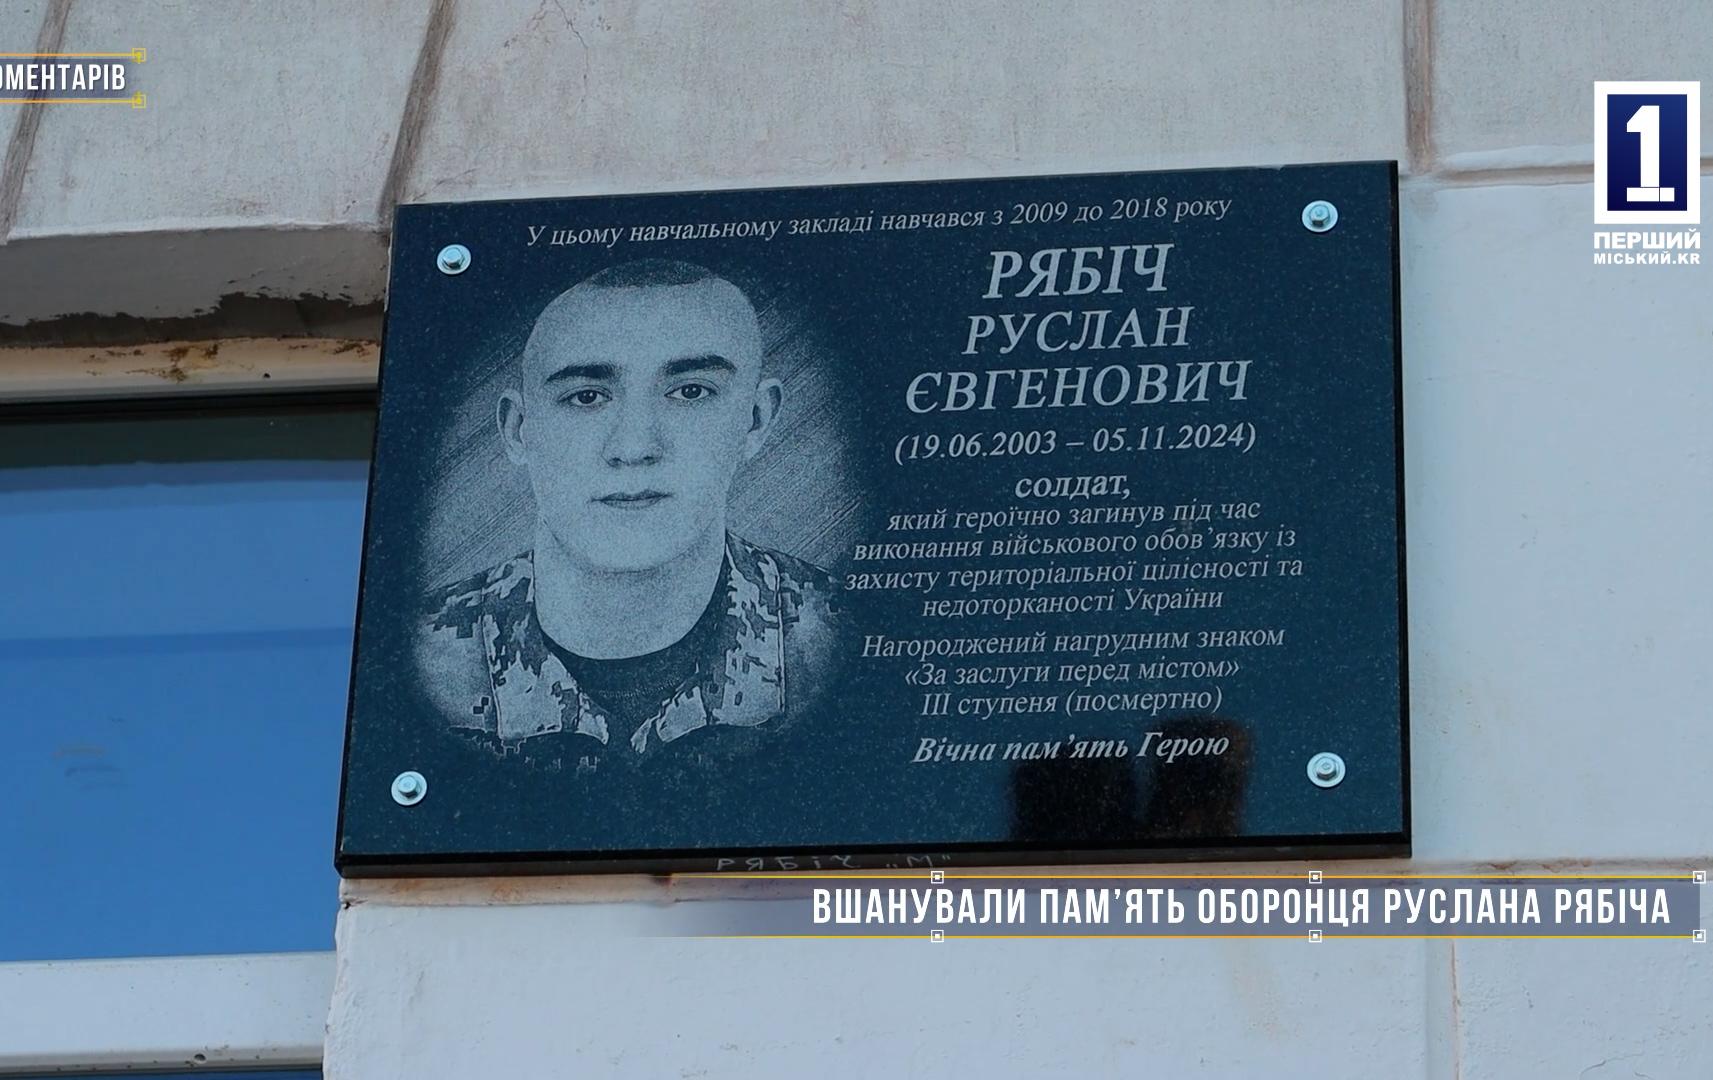 ОМЕНТАРІВ
1
ПЕРШИЙ
МІСЬКИЙ.KR
У цьому навчальному закладі навчався з 2009 до 2018 року
РЯБІЧ
РУСЛАН
ЄВГЕНОВИЧ
(19.06.2003 – 05.11.2024)
солдат,
який героїчно загинув під час
виконання військового обов’язку із
захисту територіальної цілісності та
недоторканості України
Нагороджений нагрудним знаком
«За заслуги перед містом»
ІІІ ступеня (посмертно)
Вічна пам’ять Герою
РЯБІЧ „М"
ВШАНУВАЛИ ПАМ’ЯТЬ ОБОРОНЦЯ РУСЛАНА РЯБІЧА